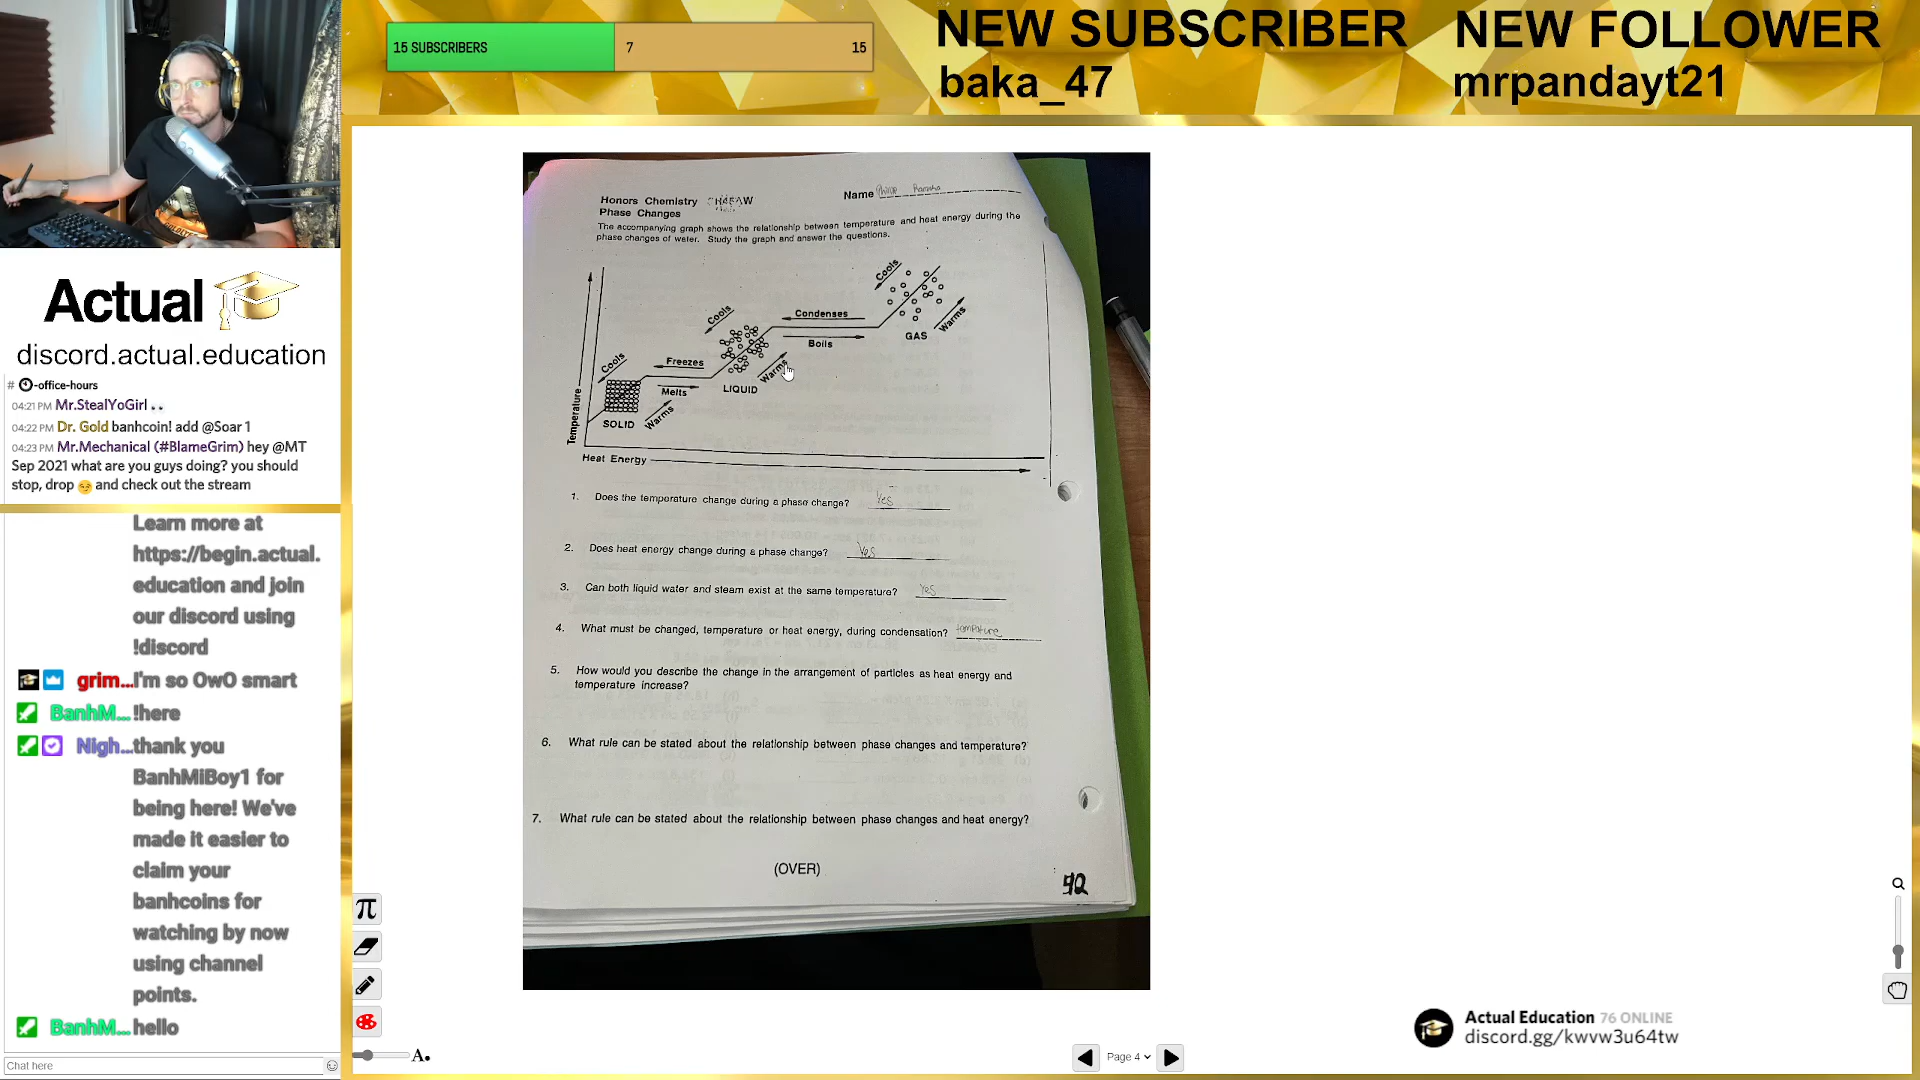 15 SUBSCRIBERS 7 15
NEW SUBSCRIBER
baka_47
NEW FOLLOWER
mrpandayt21
Actual
discord.actual.education
# -office-hours
04:21 PM Mr.StealYoGirl 👀
04:22 PM Dr. Gold banhcoin! add @Soar 1
04:23 PM Mr.Mechanical (#BlameGrim) hey @MT
Sep 2021 what are you guys doing? you should
stop, drop 😏 and check out the stream
Learn more at
https://begin.actual.
education and join
our discord using
!discord
grim... I'm so OwO smart
BanhM... !here
Nigh... thank you
BanhMiBoy1 for
being here! We've
made it easier to
claim your
banhcoins for
watching by now
using channel
points.
BanhM... hello
Chat here
Honors Chemistry
Phase Changes
Name
The accompanying graph shows the relationship between temperature and heat energy during the
phase changes of water. Study the graph and answer the questions.
Cools
Condenses
Cools
Boils
GAS
Warms
Cools
Freezes
Warms
Melts
LIQUID
SOLID
Warms
Temperature
Heat Energy
1. Does the temperature change during a phase change? Yes
2. Does heat energy change during a phase change? Yes
3. Can both liquid water and steam exist at the same temperature? Yes
4. What must be changed, temperature or heat energy, during condensation? tempature
5. How would you describe the change in the arrangement of particles as heat energy and
temperature increase?
6. What rule can be stated about the relationship between phase changes and temperature?
7. What rule can be stated about the relationship between phase changes and heat energy?
(OVER)
92
π
A.
Page 4
Actual Education 76 ONLINE
discord.gg/kwvw3u64tw